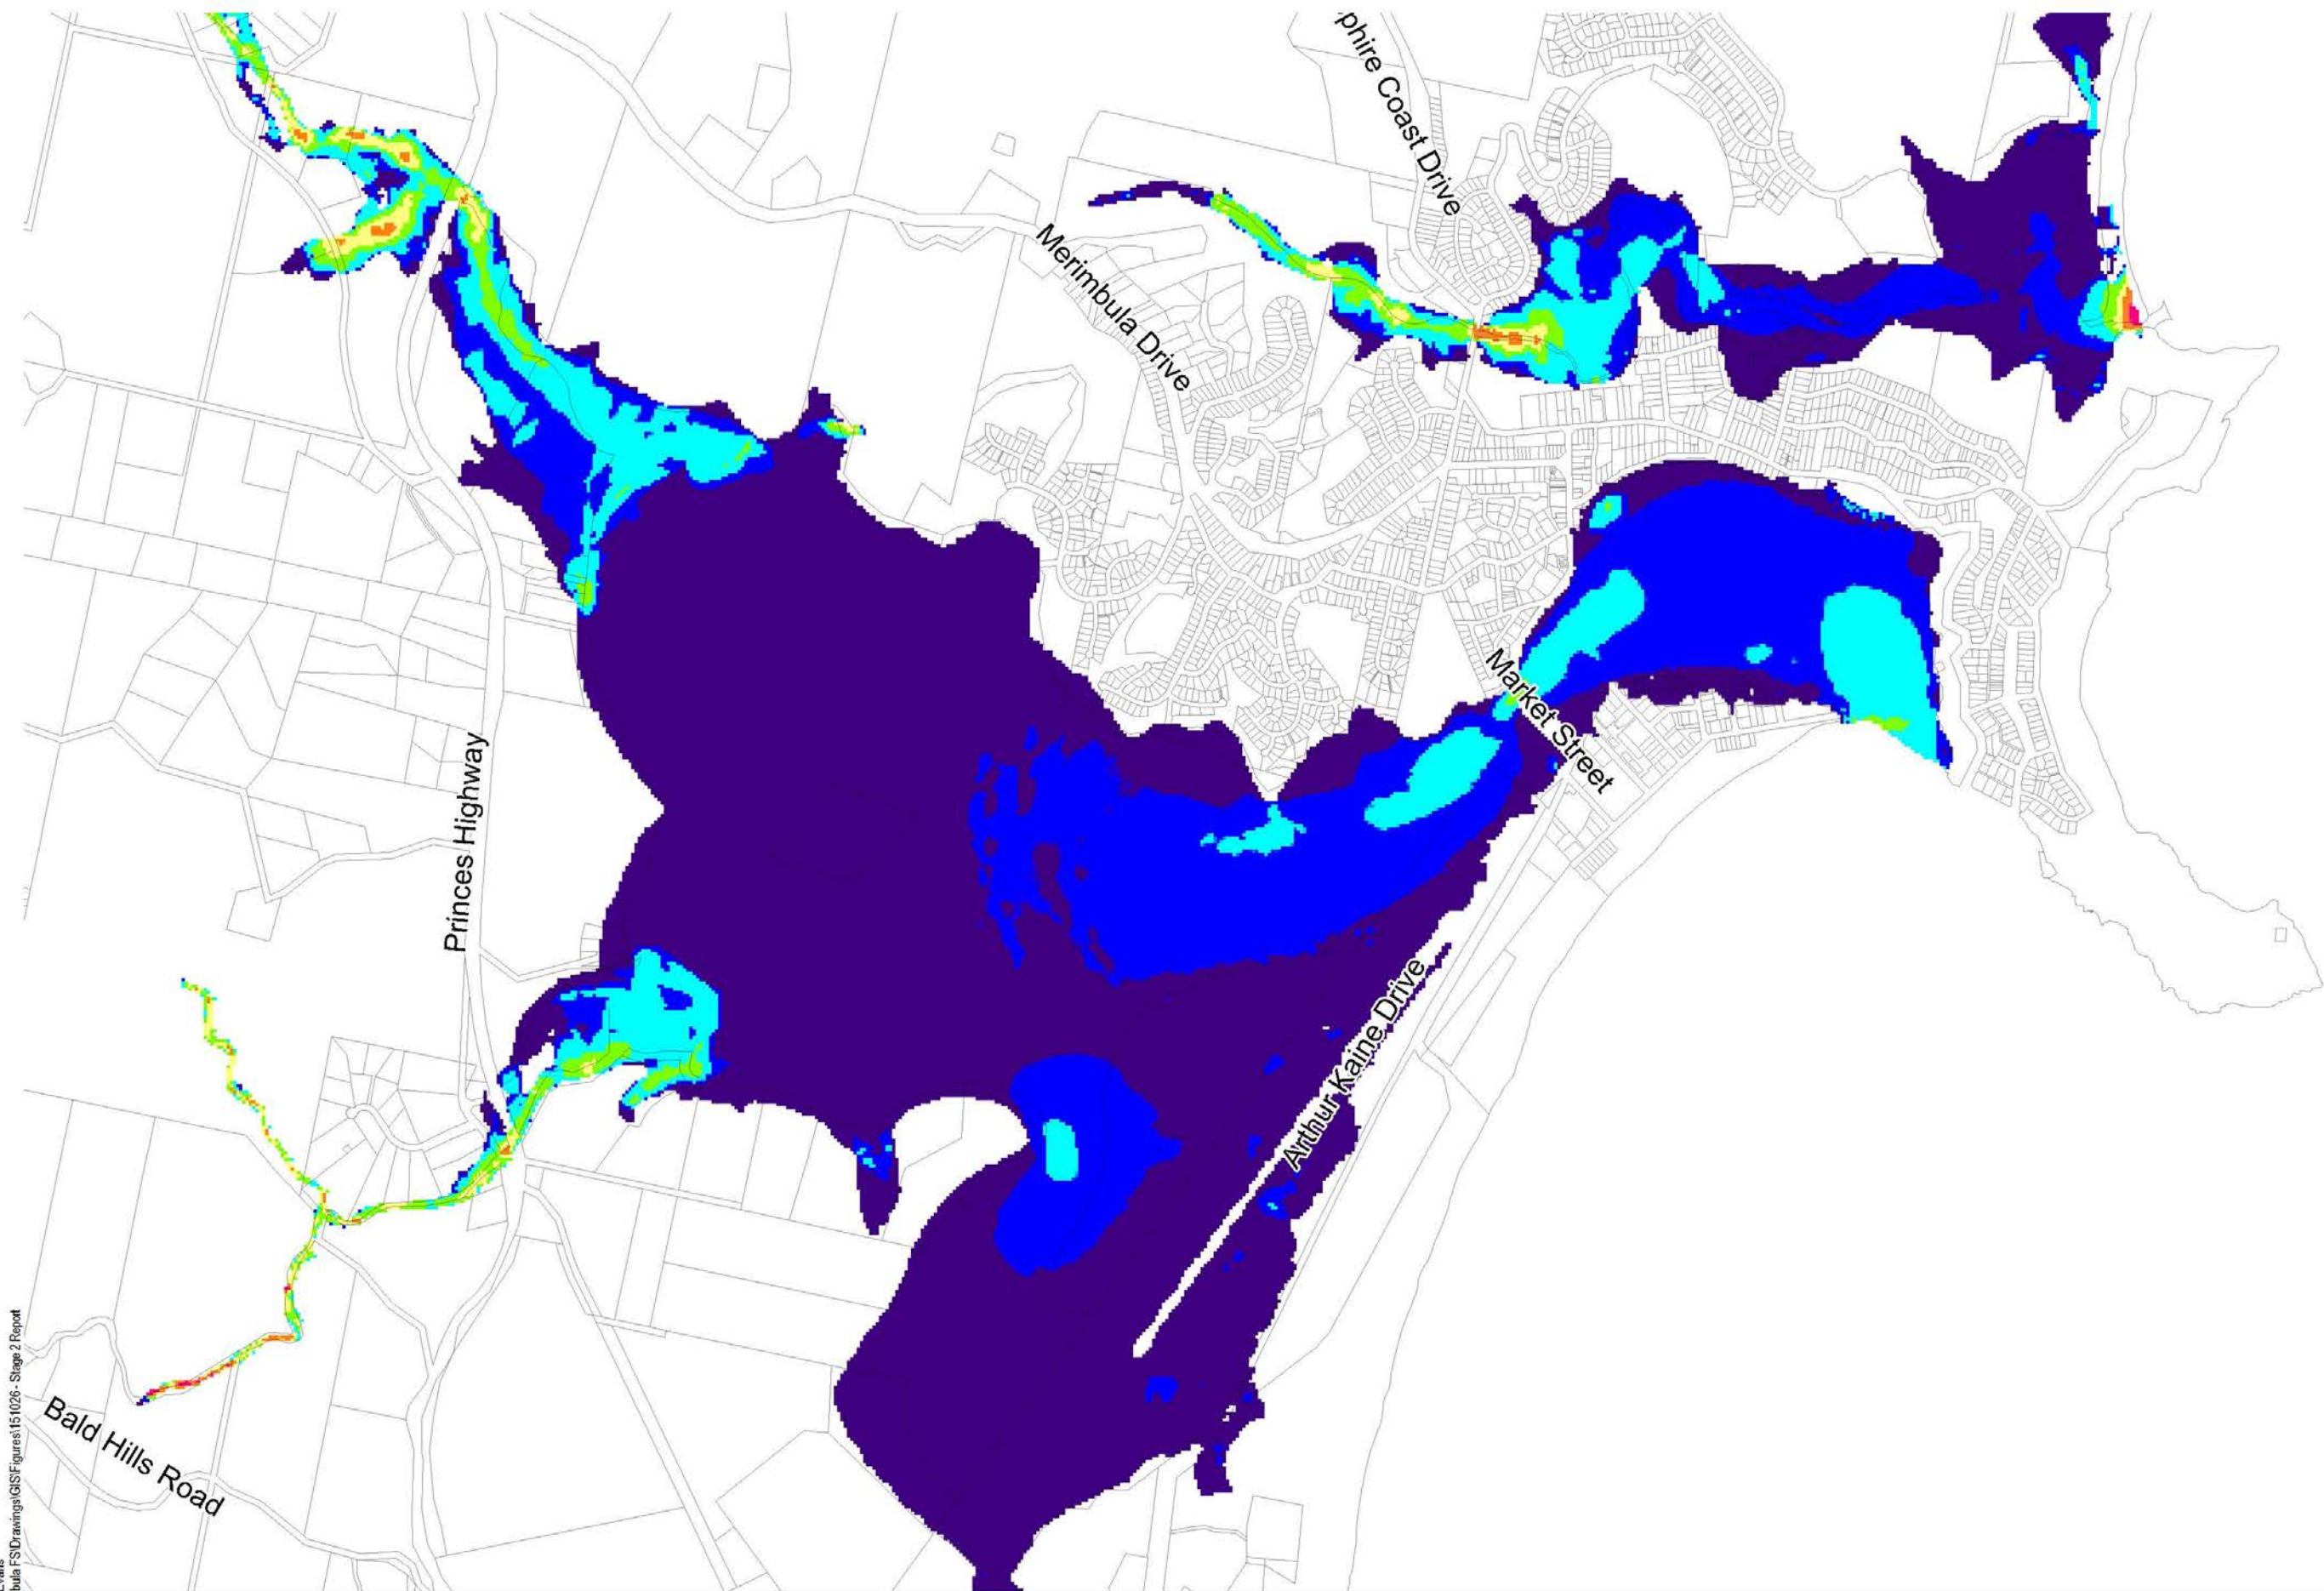 phire Coast Drive
Merimbula Drive
Market Street
Princes Highway
Arthur Kaine Drive
Bald Hills Road
bula FS\Drawings\GIS\Figures\151026 - Stage 2 Report